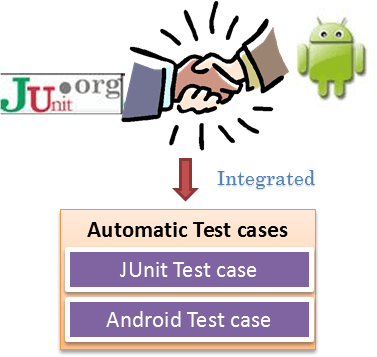 JUnit.org
Integrated
Automatic Test cases
JUnit Test case
Android Test case